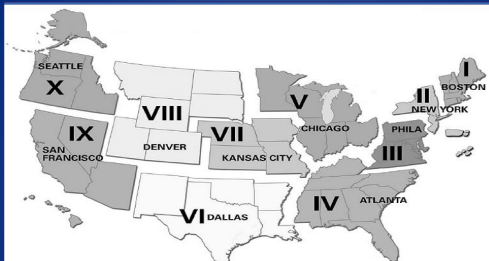 SEATTLE
X
I
BOSTON
II
NEW YORK
V
VIII
CHICAGO
PHILA
III
IX
SAN
FRANCISCO
VII
DENVER
KANSAS CITY
IV
ATLANTA
VI DALLAS